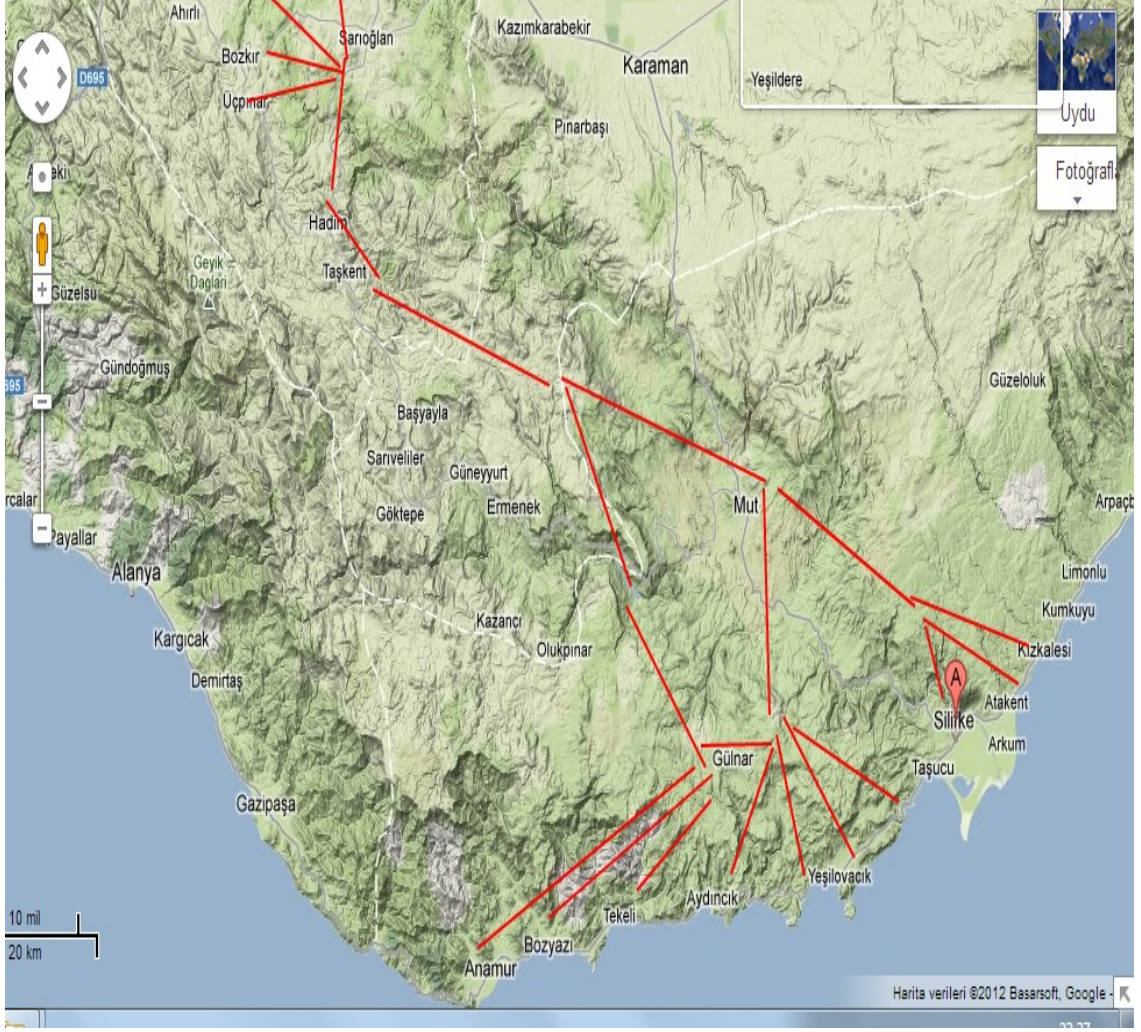 Ahırlı
Sarıoğlan
Kazımkarabekir
Bozkır
Karaman
D695
Yeşildere
Üçpınar
Uydu
Pınarbaşı
Fotoğrafla
Hadim
Taşkent
Geyik
Dağları
Güzelsu
Gündoğmuş
695
Güzeloluk
Başyayla
Sarıveliler
Güneyyurt
Ermenek
Göktepe
Mut
rcalar
Payallar
Alanya
Limonlu
Kumkuyu
Kargıcak
Kazancı
Olukpınar
Kızkalesi
Demirtaş
A
Atakent
Silifke
Arkum
Gülnar
Taşucu
Gazipaşa
Yeşilovacık
Aydıncık
Tekeli
10 mil
20 km
Bozyazı
Anamur
Harita verileri ©2012 Basarsoft, Google -